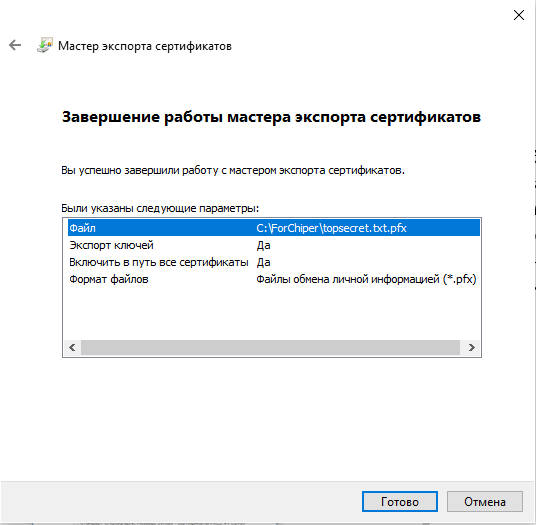 Мастер экспорта сертификатов
Завершение работы мастера экспорта сертификатов
Вы успешно завершили работу с мастером экспорта сертификатов.
Были указаны следующие параметры:
Файл C:\ForChiper\topsecret.txt.pfx
Экспорт ключей Да
Включить в путь все сертификаты Да
Формат файлов Файлы обмена личной информацией (*.pfx)
Готово Отмена